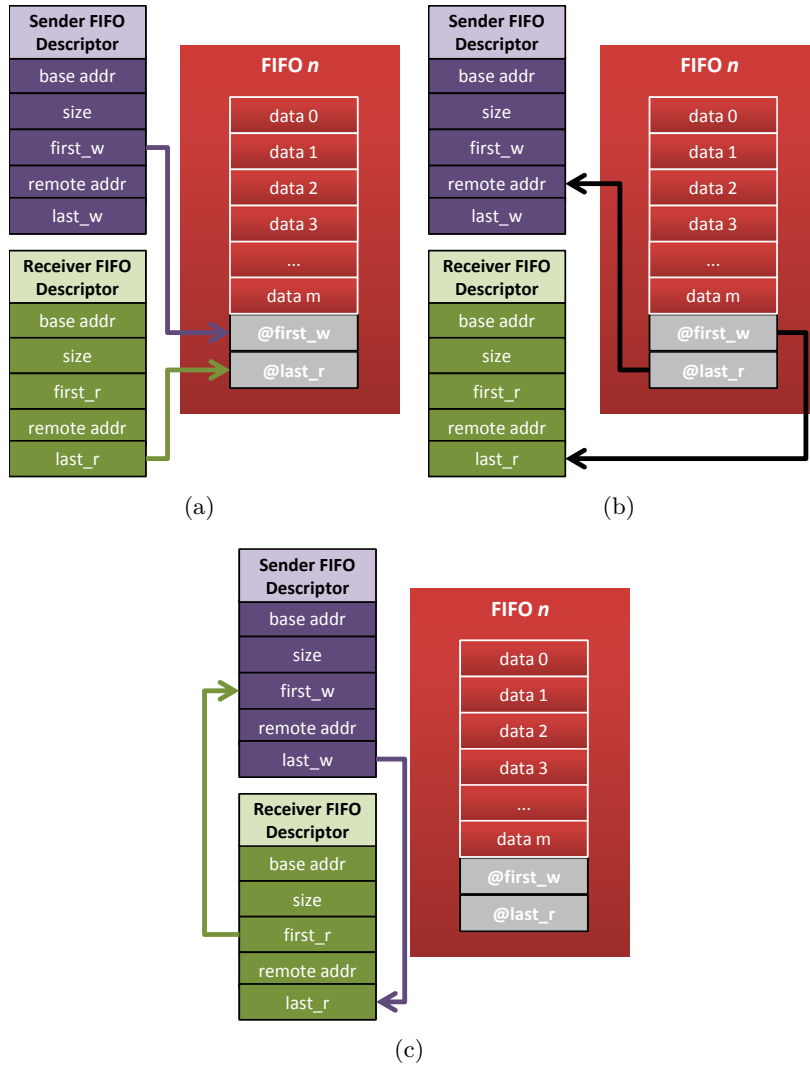 Sender FIFO
Descriptor
base addr
size
first_w
remote addr
last_w
Receiver FIFO
Descriptor
base addr
size
first_r
remote addr
last_r
FIFO n
data 0
data 1
data 2
data 3
...
data m
@first_w
@last_r
(a)
Sender FIFO
Descriptor
base addr
size
first_w
remote addr
last_w
Receiver FIFO
Descriptor
base addr
size
first_r
remote addr
last_r
FIFO n
data 0
data 1
data 2
data 3
...
data m
@first_w
@last_r
(b)
Sender FIFO
Descriptor
base addr
size
first_w
remote addr
last_w
Receiver FIFO
Descriptor
base addr
size
first_r
remote addr
last_r
FIFO n
data 0
data 1
data 2
data 3
...
data m
@first_w
@last_r
(c)